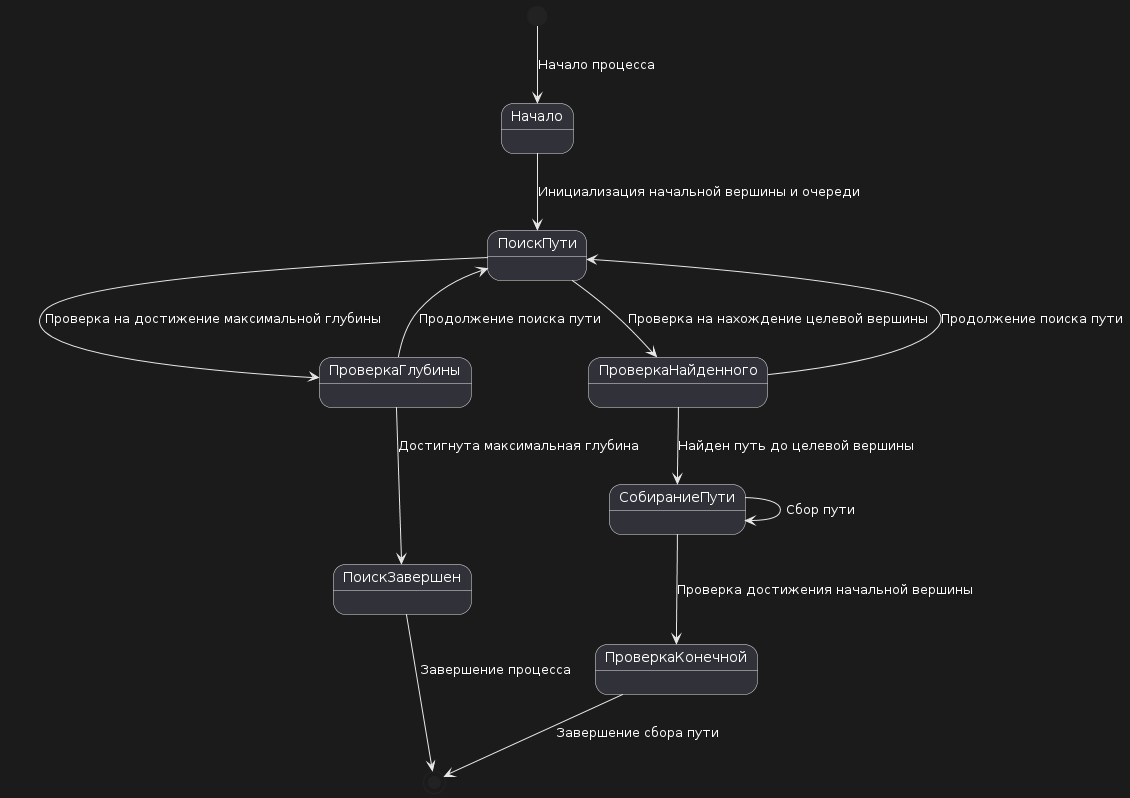 Начало процесса
Начало
Инициализация начальной вершины и очереди
ПоискПути
Проверка на достижение максимальной глубины
Продолжение поиска пути
Проверка на нахождение целевой вершины
Продолжение поиска пути
ПроверкаГлубины
ПроверкаНайденного
Достигнута максимальная глубина
Найден путь до целевой вершины
СобираниеПути
Сбор пути
ПоискЗавершен
Проверка достижения начальной вершины
ПроверкаКонечной
Завершение процесса
Завершение сбора пути